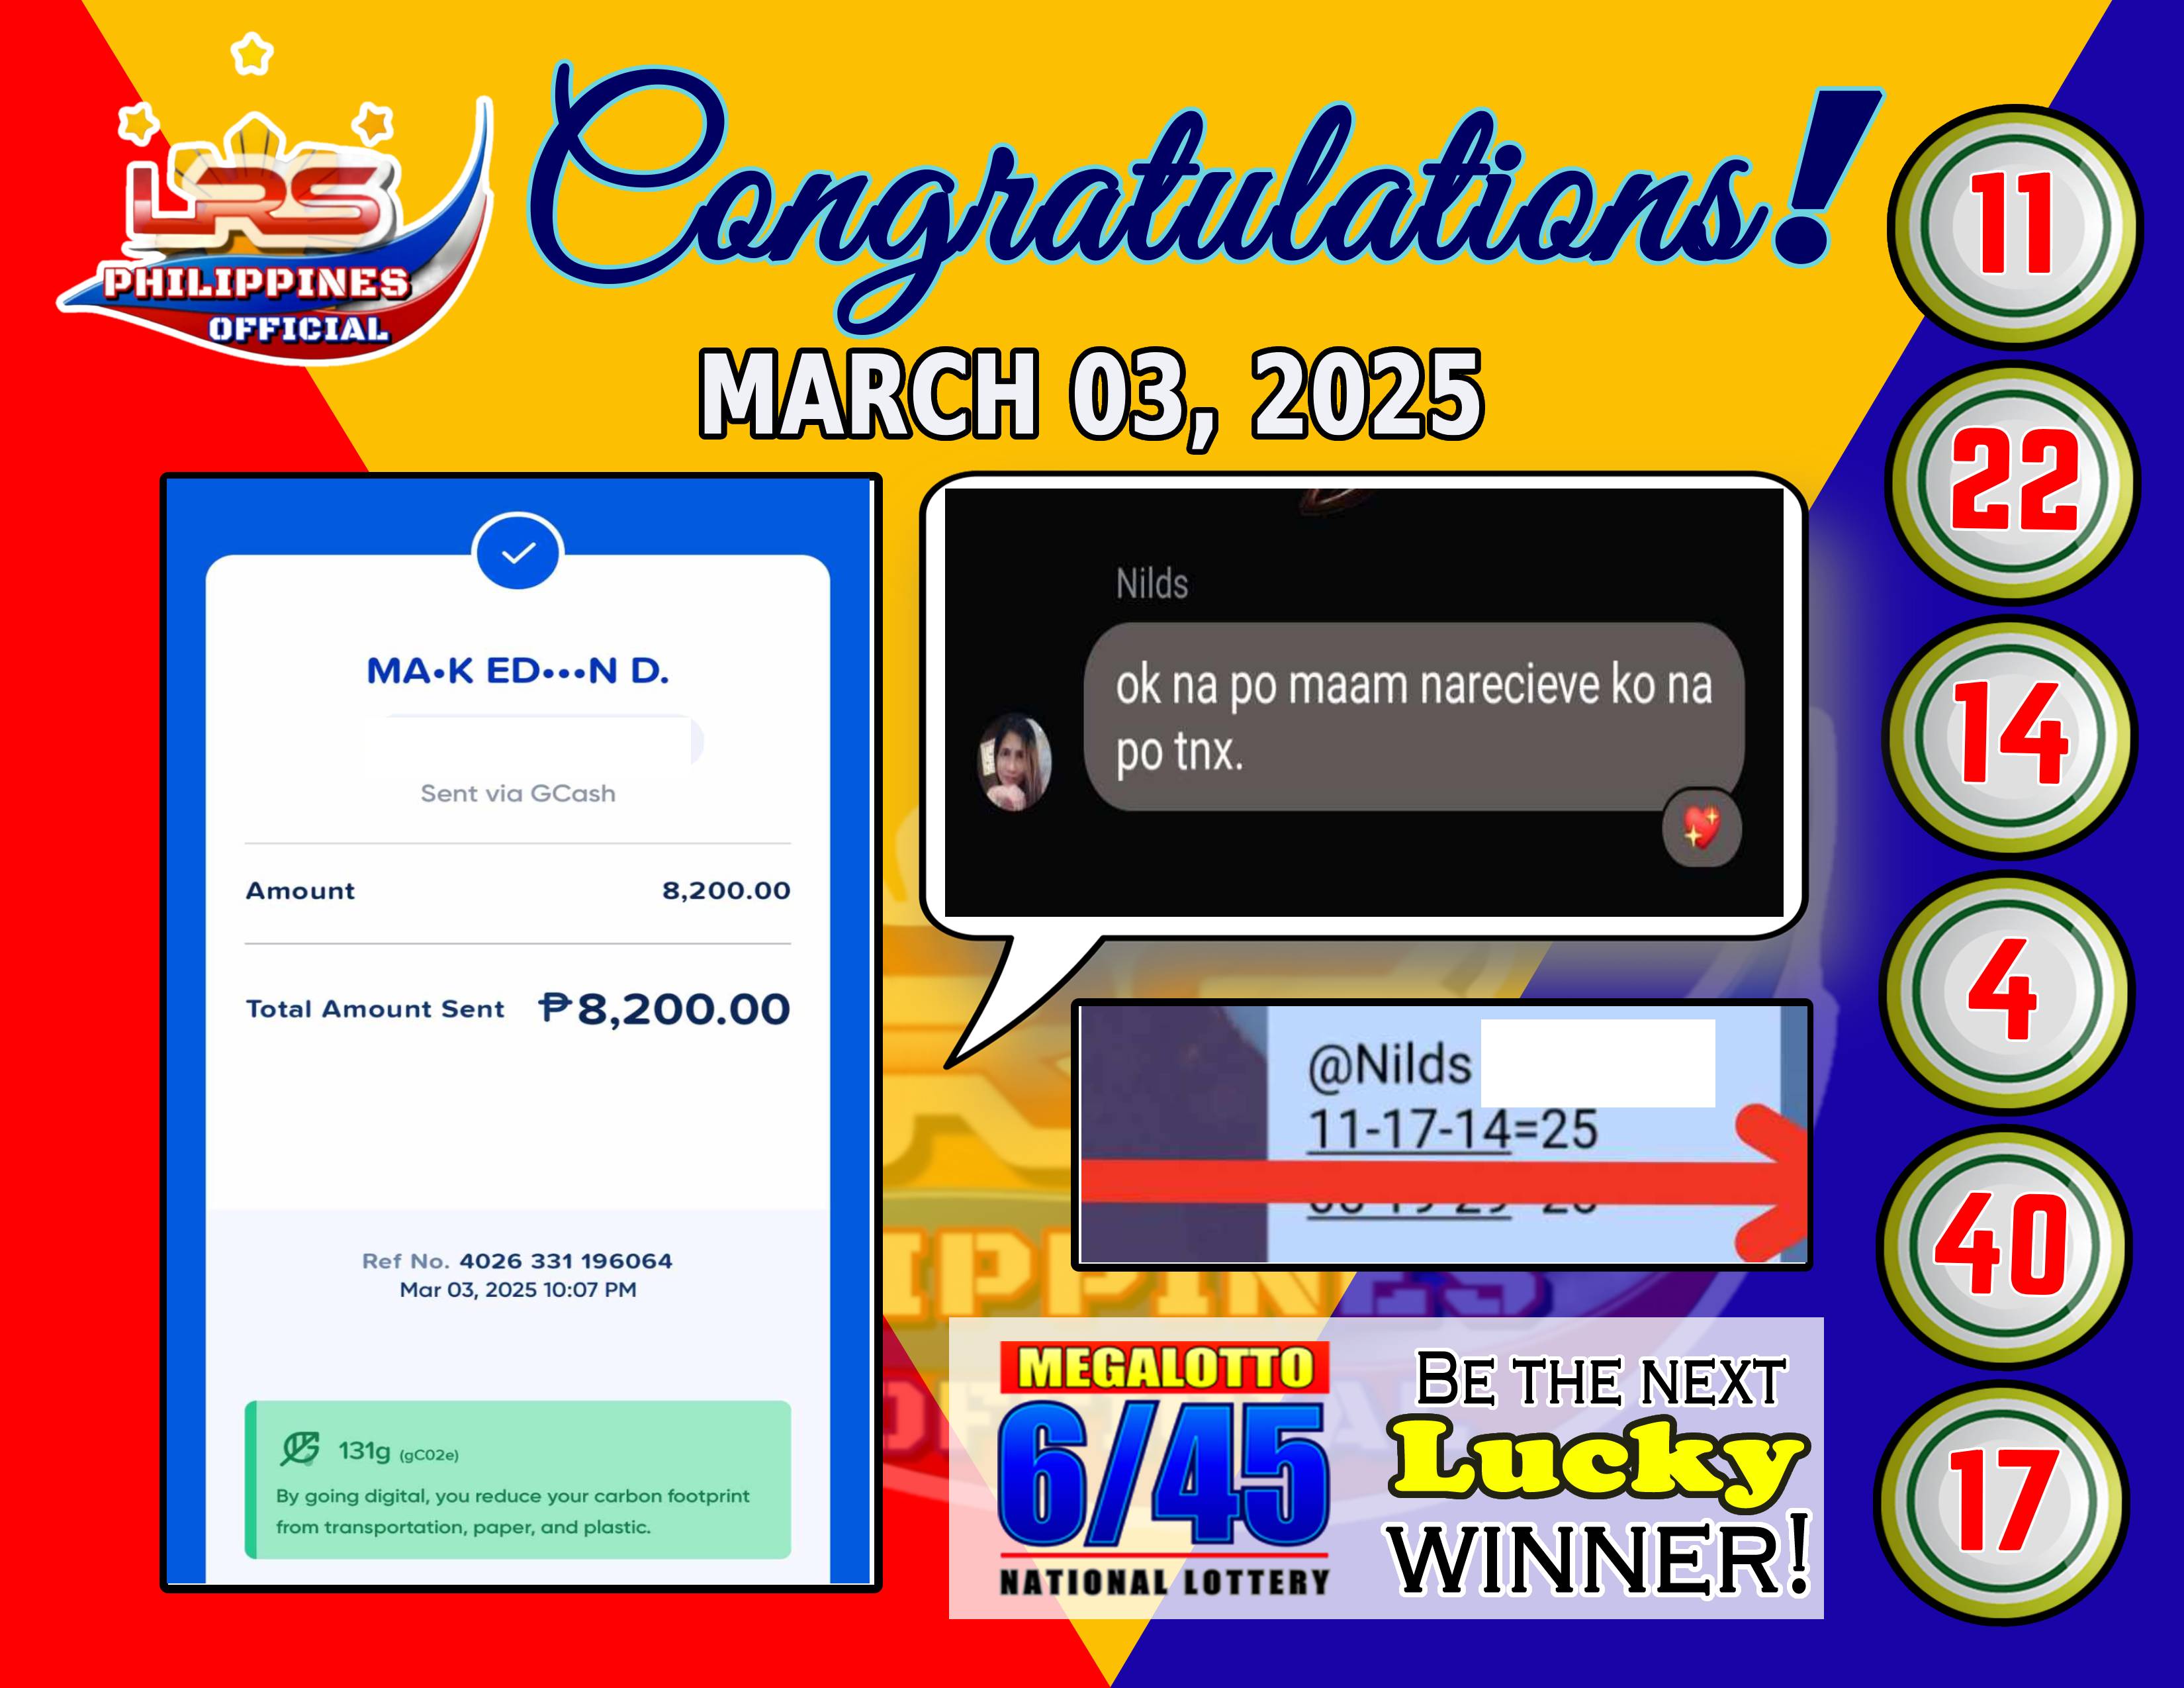 LRS
PHILIPPINES
OFFICIAL
Congratulations!
MARCH 03, 2025
MA•K ED•••N D.
Sent via GCash
Amount 8,200.00
Total Amount Sent ₱8,200.00
Ref No. 4026 331 196064
Mar 03, 2025 10:07 PM
131g (gC02e)
By going digital, you reduce your carbon footprint
from transportation, paper, and plastic.
Nilds
ok na po maam narecieve ko na
po tnx.
@Nilds
11-17-14=25
MEGALOTTO
6/45
NATIONAL LOTTERY
BE THE NEXT
Lucky
WINNER!
11
22
14
4
40
17